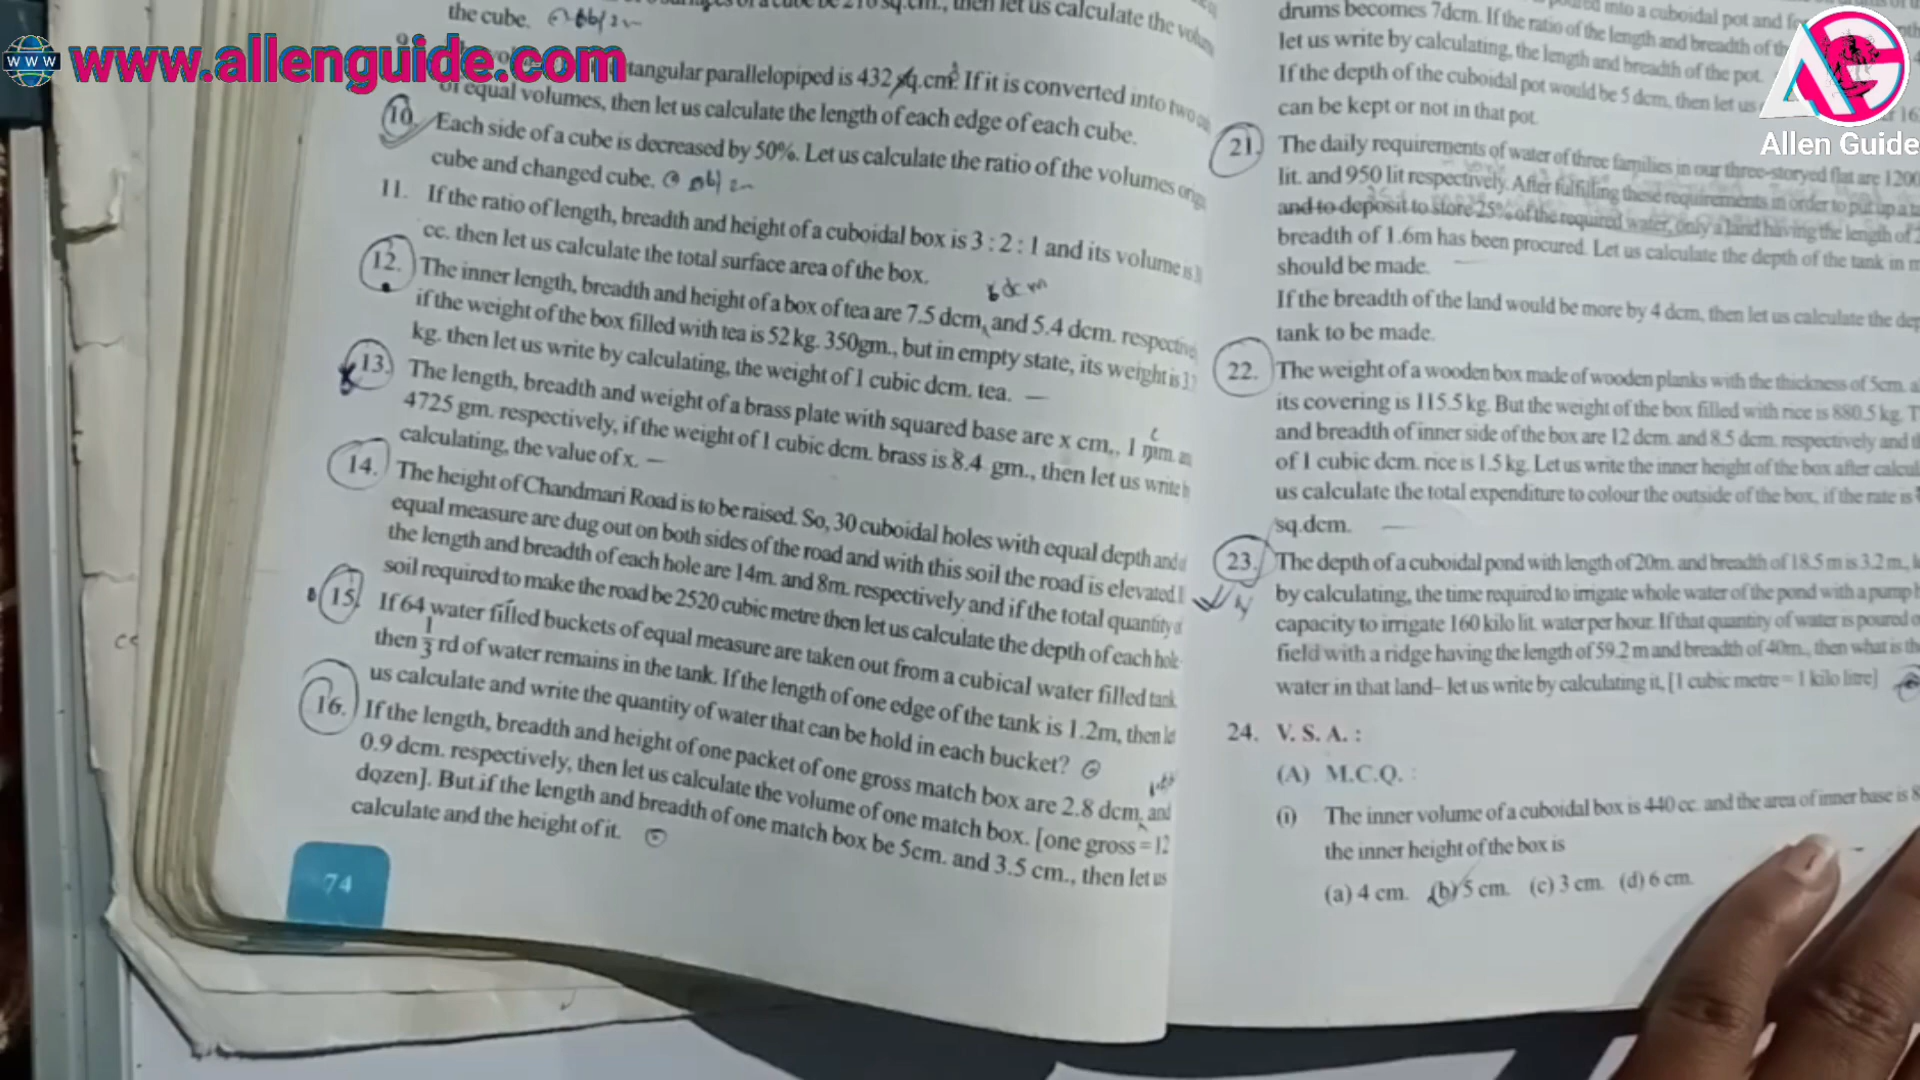 www.allenguide.com
WWW
Allen Guide
the cube.
then let us calculate the
tangular parallelopiped is 432 sq.cm. If it is converted into two
of equal volumes, then let us calculate the length of each edge of each cube.
10. Each side of a cube is decreased by 50%. Let us calculate the ratio of the volumes
cube and changed cube.
11. If the ratio of length, breadth and height of a cuboidal box is 3 : 2 : 1 and its volume is
cc. then let us calculate the total surface area of the box.
8 dcm
12. The inner length, breadth and height of a box of tea are 7.5 dcm, and 5.4 dcm. respective
if the weight of the box filled with tea is 52 kg. 350gm., but in empty state, its weight is
kg. then let us write by calculating, the weight of 1 cubic dcm. tea.
13. The length, breadth and weight of a brass plate with squared base are x cm., 1 mm.
4725 gm. respectively, if the weight of 1 cubic dcm. brass is 8.4 gm., then let us write
calculating, the value of x.
14. The height of Chandmari Road is to be raised. So, 30 cuboidal holes with equal depth and
equal measure are dug out on both sides of the road and with this soil the road is elevated.
the length and breadth of each hole are 14m. and 8m. respectively and if the total quantity
soil required to make the road be 2520 cubic metre then let us calculate the depth of each hole
15. If 64 water filled buckets of equal measure are taken out from a cubical water filled tank
then 1/3 rd of water remains in the tank. If the length of one edge of the tank is 1.2m, then let
us calculate and write the quantity of water that can be hold in each bucket?
16. If the length, breadth and height of one packet of one gross match box are 2.8 dcm. and
0.9 dcm. respectively, then let us calculate the volume of one match box. [one gross = 12
dozen]. But if the length and breadth of one match box be 5cm. and 3.5 cm., then let us
calculate and the height of it.
74
into a cuboidal pot and
drums becomes 7dcm. If the ratio of the length and breadth of
let us write by calculating, the length and breadth of the pot.
If the depth of the cuboidal pot would be 5 dcm, then let us
can be kept or not in that pot.
21. The daily requirements of water of three families in our three-storyed flat are 1200
lit. and 950 lit respectively. After fulfilling these requirements in order to put up a
and to deposit to store 25% of the required water, only a land having the length of
breadth of 1.6m has been procured. Let us calculate the depth of the tank in
should be made.
If the breadth of the land would be more by 4 dcm, then let us calculate the
tank to be made.
22. The weight of a wooden box made of wooden planks with the thickness of 5cm.
its covering is 115.5 kg. But the weight of the box filled with rice is 880.5 kg.
and breadth of inner side of the box are 12 dcm. and 8.5 dcm. respectively and
of 1 cubic dcm. rice is 1.5 kg. Let us write the inner height of the box after
us calculate the total expenditure to colour the outside of the box, if the rate is
sq.dcm.
23. The depth of a cuboidal pond with length of 20m. and breadth of 18.5 m is 3.2 m.,
by calculating, the time required to irrigate whole water of the pond with a pump
capacity to irrigate 160 kilo lit. water per hour. If that quantity of water is poured
field with a ridge having the length of 59.2 m and breadth of 40m., then what is the
water in that land– let us write by calculating it, [1 cubic metre = 1 kilo litre]
24. V. S. A. :
(A) M.C.Q. :
(i) The inner volume of a cuboidal box is 440 cc. and the area of inner base is
the inner height of the box is
(a) 4 cm. (b) 5 cm. (c) 3 cm. (d) 6 cm.